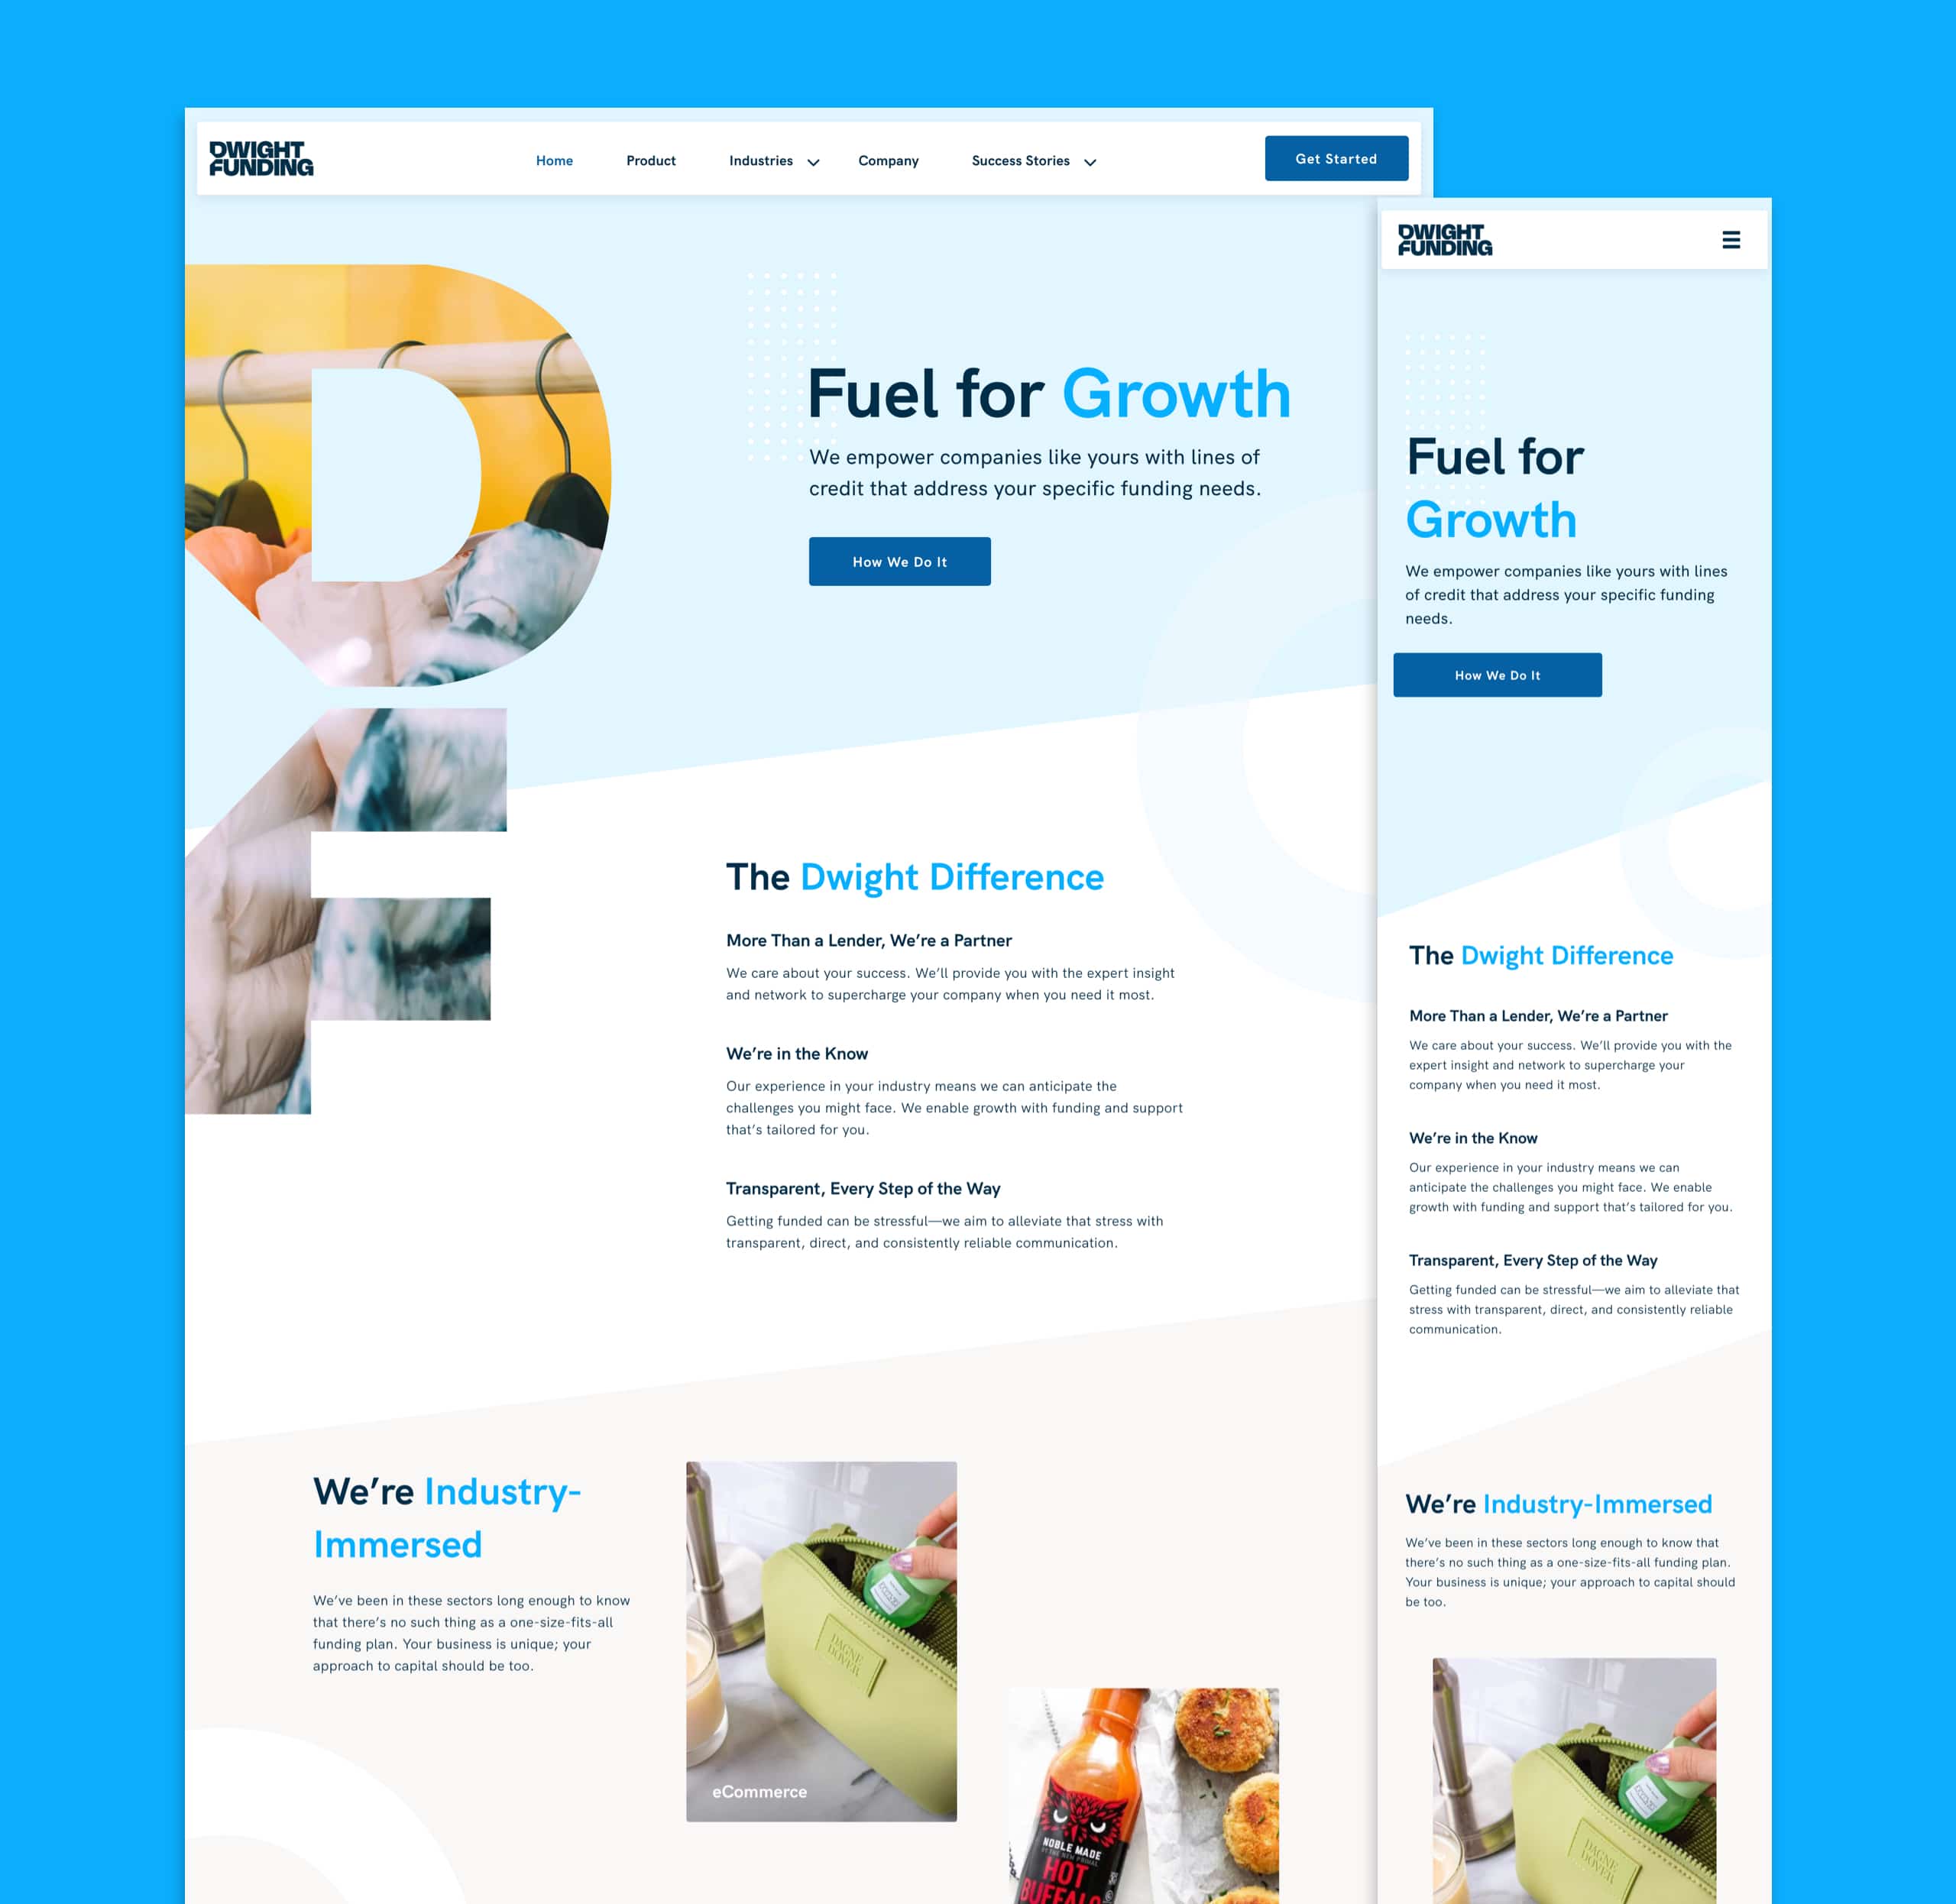 DWIGHT
FUNDING
Home
Product
Industries
Company
Success Stories
Get Started
Fuel for Growth
We empower companies like yours with lines of
credit that address your specific funding needs.
How We Do It
The Dwight Difference
More Than a Lender, We’re a Partner
We care about your success. We’ll provide you with the expert insight
and network to supercharge your company when you need it most.
We’re in the Know
Our experience in your industry means we can anticipate the
challenges you might face. We enable growth with funding and support
that’s tailored for you.
Transparent, Every Step of the Way
Getting funded can be stressful—we aim to alleviate that stress with
transparent, direct, and consistently reliable communication.
We’re Industry-
Immersed
We’ve been in these sectors long enough to know
that there’s no such thing as a one-size-fits-all
funding plan. Your business is unique; your
approach to capital should be too.
DAGNE
DOVER
eCommerce
NOBLE MADE
BY THE NEW PRIMAL
HOT
BUFFALO
DWIGHT
FUNDING
Fuel for
Growth
We empower companies like yours with lines
of credit that address your specific funding
needs.
How We Do It
The Dwight Difference
More Than a Lender, We’re a Partner
We care about your success. We’ll provide you with the
expert insight and network to supercharge your
company when you need it most.
We’re in the Know
Our experience in your industry means we can
anticipate the challenges you might face. We enable
growth with funding and support that’s tailored for you.
Transparent, Every Step of the Way
Getting funded can be stressful—we aim to alleviate that
stress with transparent, direct, and consistently reliable
communication.
We’re Industry-Immersed
We’ve been in these sectors long enough to know that
there’s no such thing as a one-size-fits-all funding plan.
Your business is unique; your approach to capital should
be too.
DAGNE
DOVER